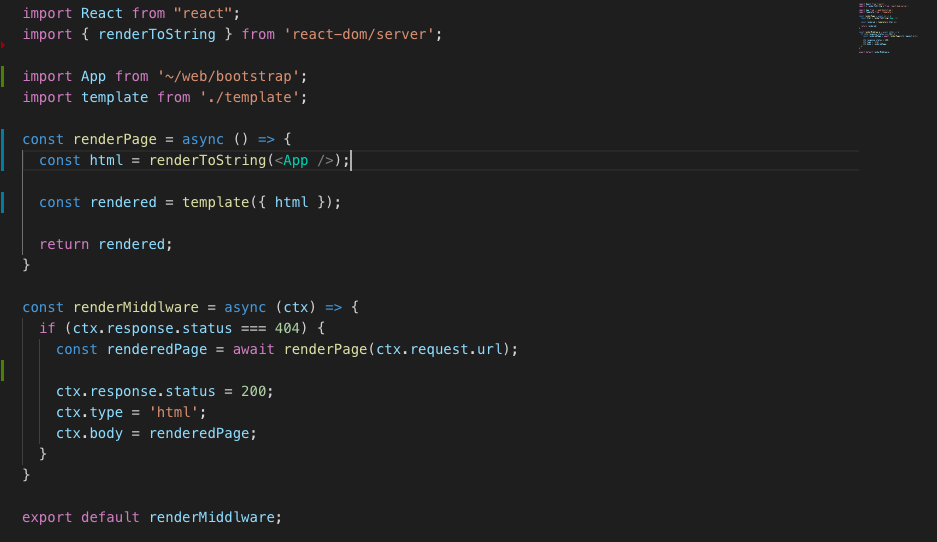 import React from "react";
import { renderToString } from 'react-dom/server';
import App from '~/web/bootstrap';
import template from './template';
const renderPage = async () => {
const html = renderToString(<App />);
const rendered = template({ html });
return rendered;
}
const renderMiddlware = async (ctx) => {
if (ctx.response.status === 404) {
const renderedPage = await renderPage(ctx.request.url);
ctx.response.status = 200;
ctx.type = 'html';
ctx.body = renderedPage;
}
}
export default renderMiddlware;